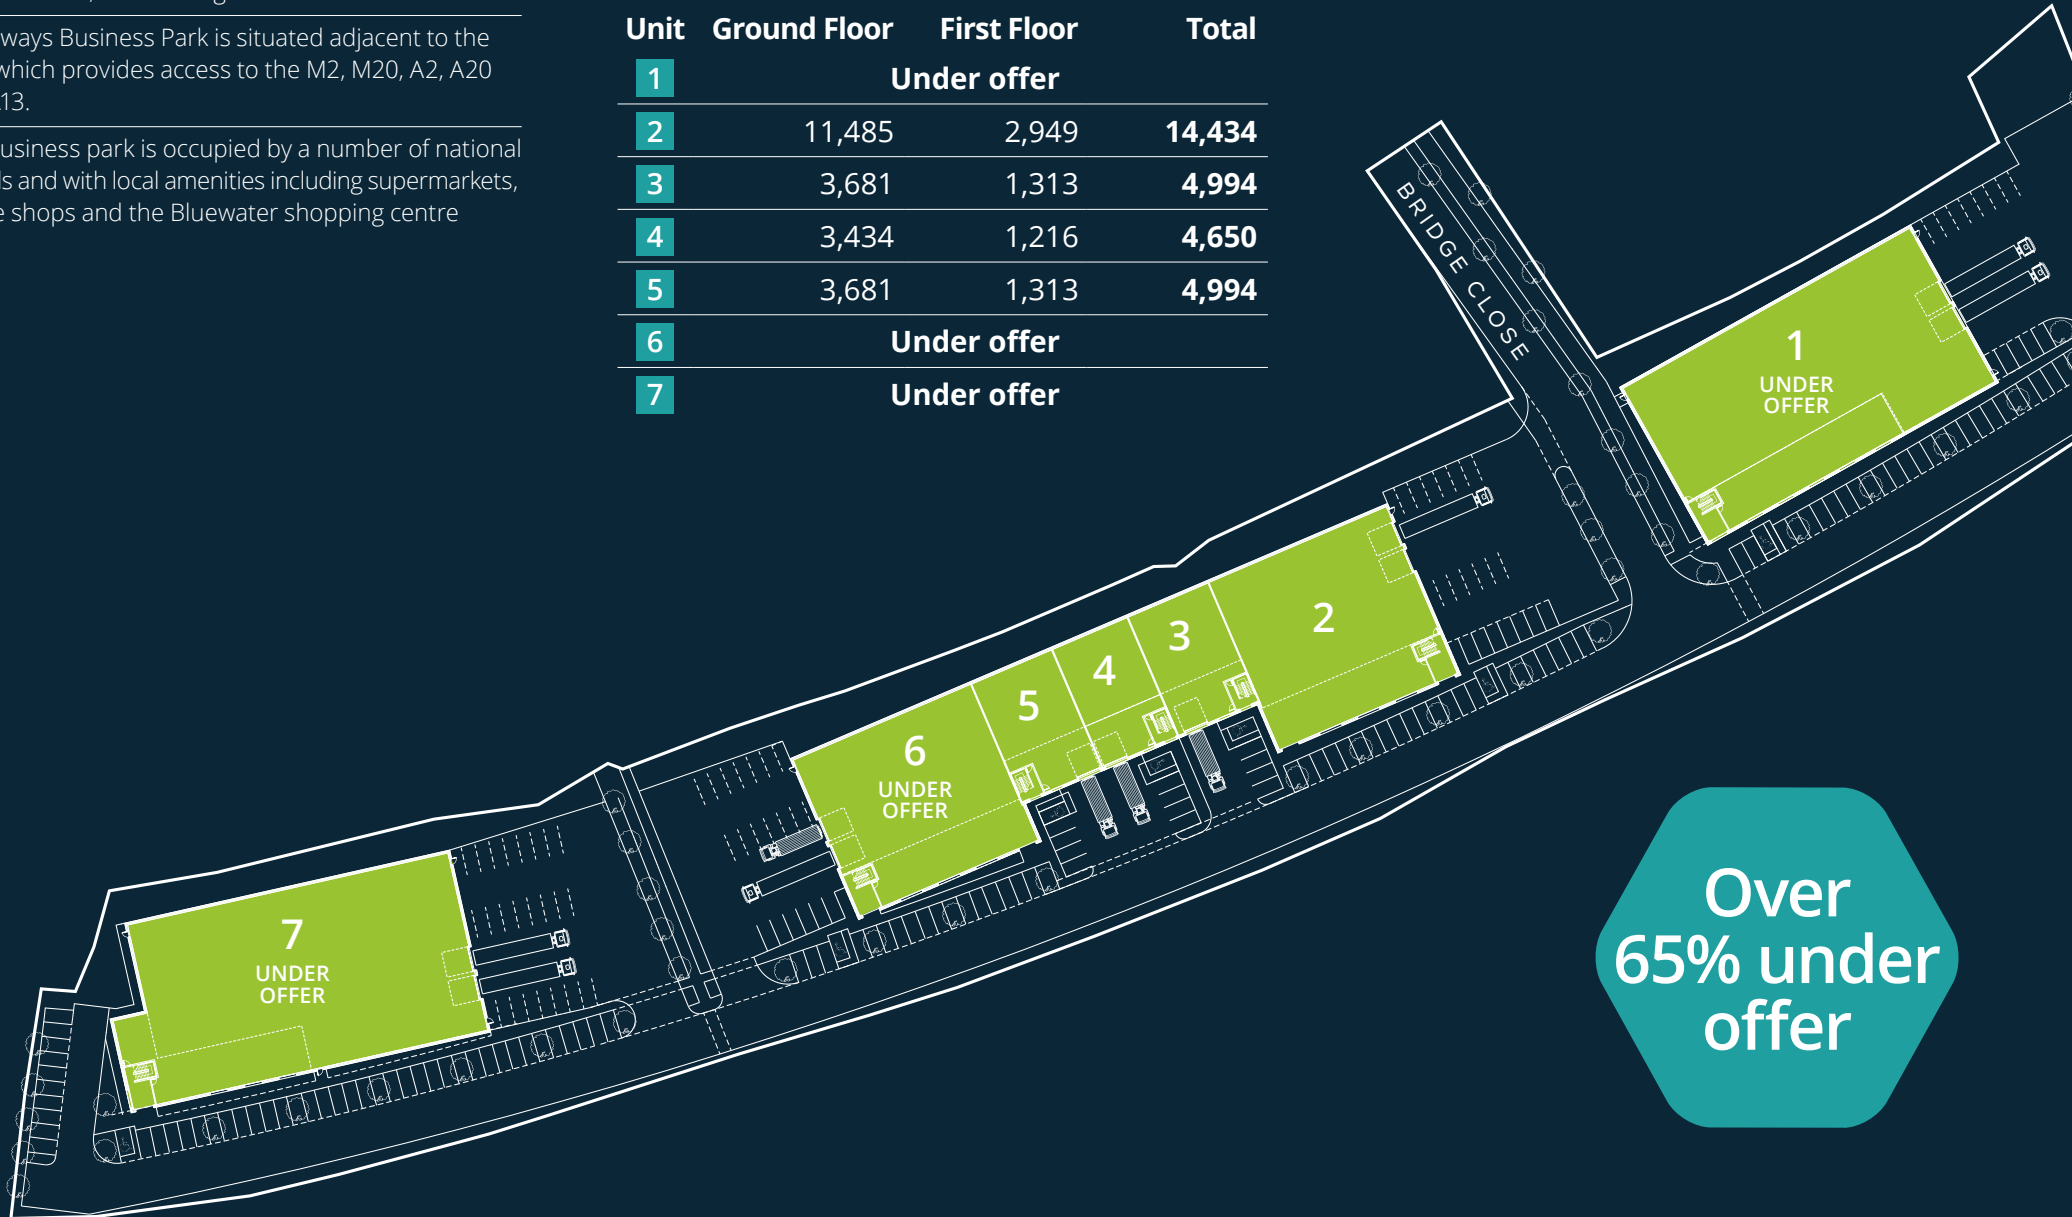 ways Business Park is situated adjacent to the
which provides access to the M2, M20, A2, A20
13.
usiness park is occupied by a number of national
s and with local amenities including supermarkets,
e shops and the Bluewater shopping centre
Unit Ground Floor First Floor Total
1 Under offer
2 11,485 2,949 14,434
3 3,681 1,313 4,994
4 3,434 1,216 4,650
5 3,681 1,313 4,994
6 Under offer
7 Under offer
BRIDGE CLOSE
1
UNDER
OFFER
2
3
4
5
6
UNDER
OFFER
7
UNDER
OFFER
Over
65% under
offer